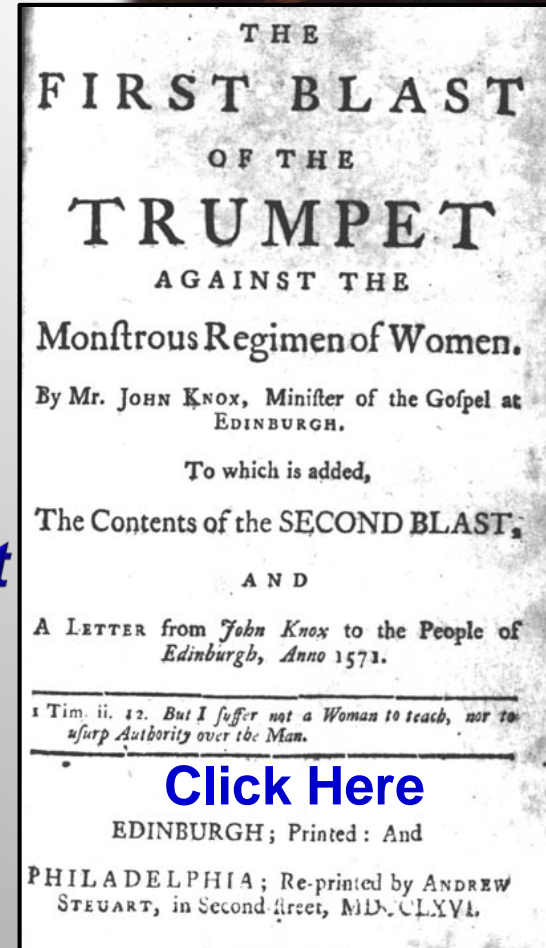 THE
FIRST BLAST
OF THE
TRUMPET
AGAINST THE
Monſtrous Regimen of Women.
By Mr. JOHN KNOX, Miniſter of the Goſpel at
EDINBURGH.
To which is added,
The Contents of the SECOND BLAST,
t
AND
A LETTER from John Knox to the People of
Edinburgh, Anno 1571.
1 Tim. ii. 12. But I ſuffer not a Woman to teach, nor to
uſurp Authority over the Man.
Click Here
EDINBURGH; Printed: And
PHILADELPHIA; Re-printed by ANDREW
STEUART, in Second-ſtreet, MDCCLXVI.